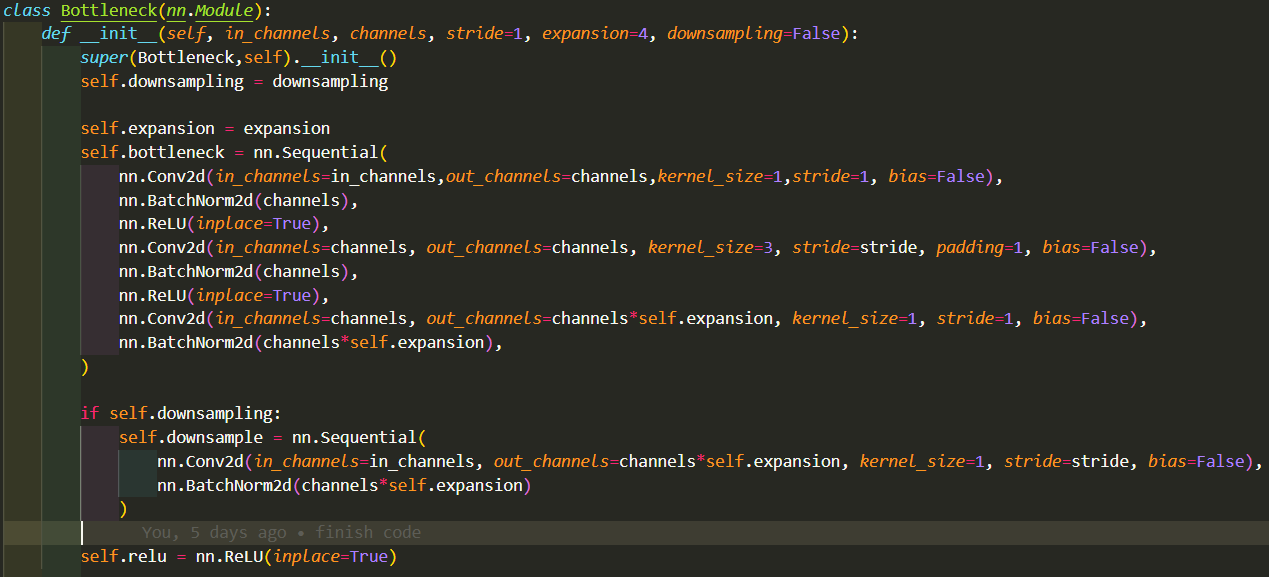 class Bottleneck(nn.Module):
    def __init__(self, in_channels, channels, stride=1, expansion=4, downsampling=False):
        super(Bottleneck,self).__init__()
        self.downsampling = downsampling

        self.expansion = expansion
        self.bottleneck = nn.Sequential(
            nn.Conv2d(in_channels=in_channels,out_channels=channels,kernel_size=1,stride=1, bias=False),
            nn.BatchNorm2d(channels),
            nn.ReLU(inplace=True),
            nn.Conv2d(in_channels=channels, out_channels=channels, kernel_size=3, stride=stride, padding=1, bias=False),
            nn.BatchNorm2d(channels),
            nn.ReLU(inplace=True),
            nn.Conv2d(in_channels=channels, out_channels=channels*self.expansion, kernel_size=1, stride=1, bias=False),
            nn.BatchNorm2d(channels*self.expansion),
        )

        if self.downsampling:
            self.downsample = nn.Sequential(
                nn.Conv2d(in_channels=in_channels, out_channels=channels*self.expansion, kernel_size=1, stride=stride, bias=False),
                nn.BatchNorm2d(channels*self.expansion)
            )
              You, 5 days ago • finish code
        self.relu = nn.ReLU(inplace=True)